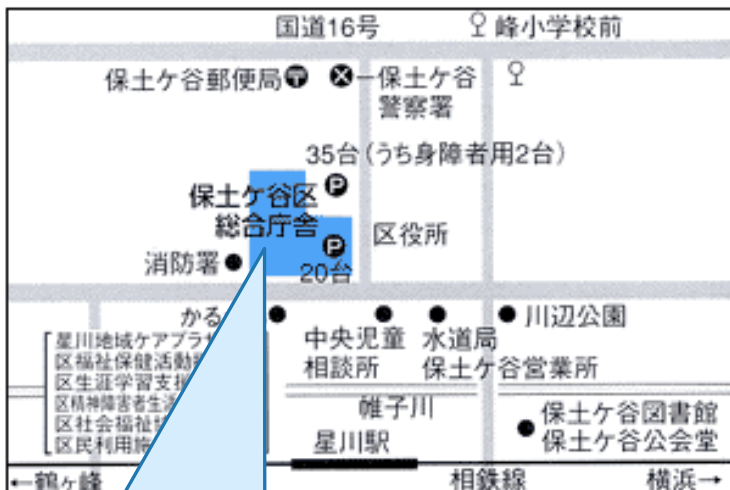 国道16号
峰小学校前
保土ケ谷郵便局
保土ケ谷
警察署
35台(うち身障者用2台)
P
保土ケ谷区
総合庁舎
区役所
P
消防署
20台
かる
川辺公園
星川地域ケアプラ
区福祉保健活動
区生涯学習支
区精神障害者生
区社会福祉
区民利用施
中央児童
相談所
水道局
保土ケ谷営業所
帷子川
保土ケ谷図書館
保土ケ谷公会堂
星川駅
←鶴ヶ峰
相鉄線
横浜→